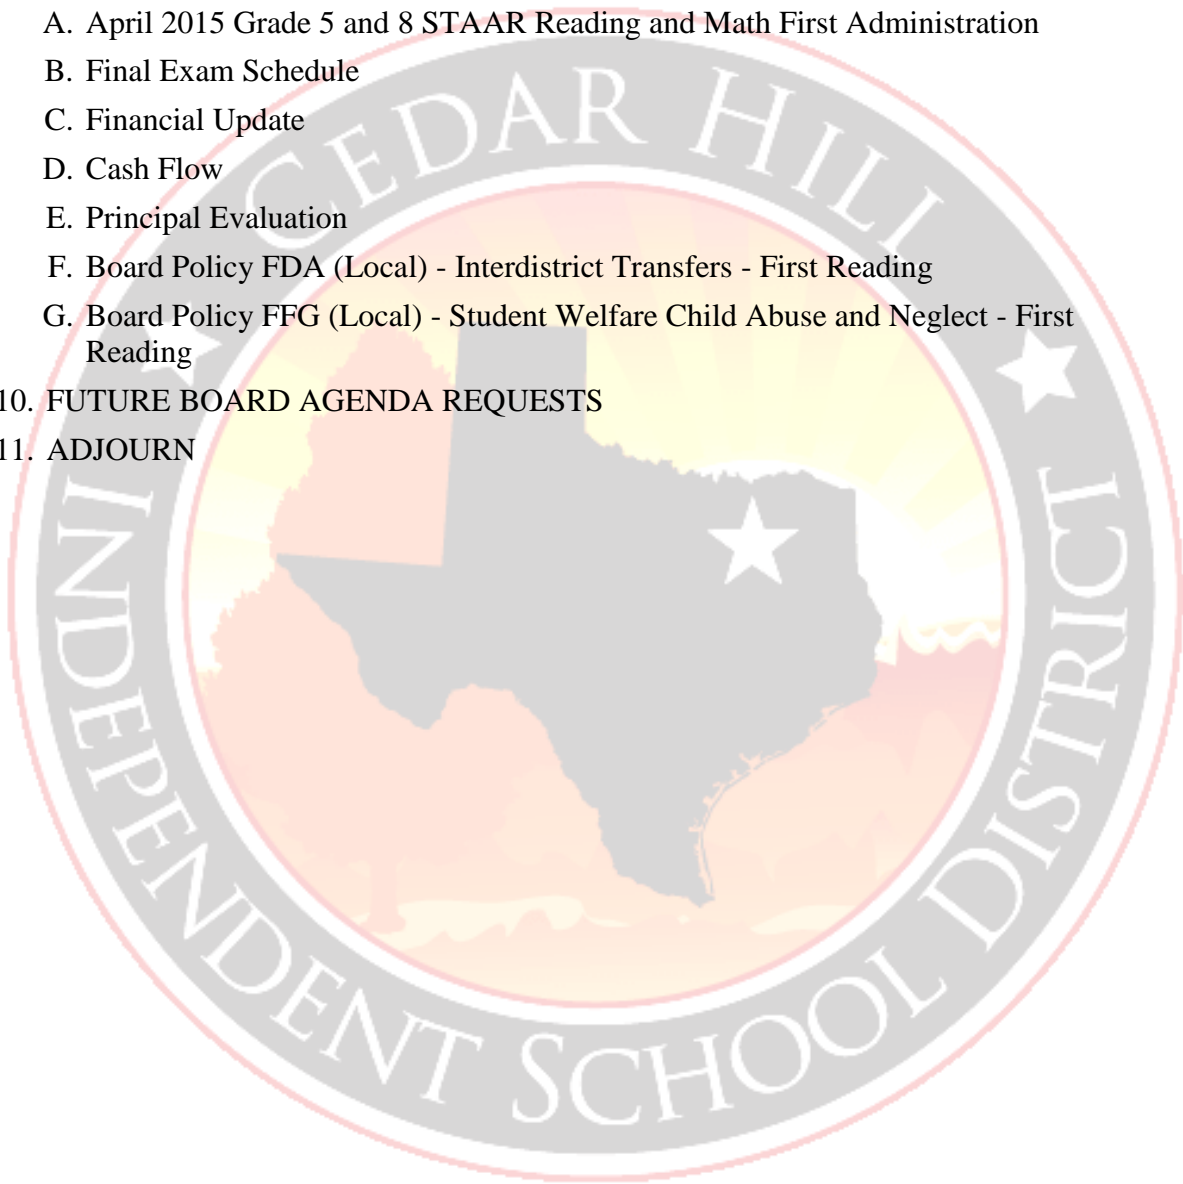 A. April 2015 Grade 5 and 8 STAAR Reading and Math First Administration
B. Final Exam Schedule
C. Financial Update
D. Cash Flow
E. Principal Evaluation
F. Board Policy FDA (Local) - Interdistrict Transfers - First Reading
G. Board Policy FFG (Local) - Student Welfare Child Abuse and Neglect - First
Reading
10. FUTURE BOARD AGENDA REQUESTS
11. ADJOURN
CEDAR HILL
INDEPENDENT SCHOOL DISTRICT